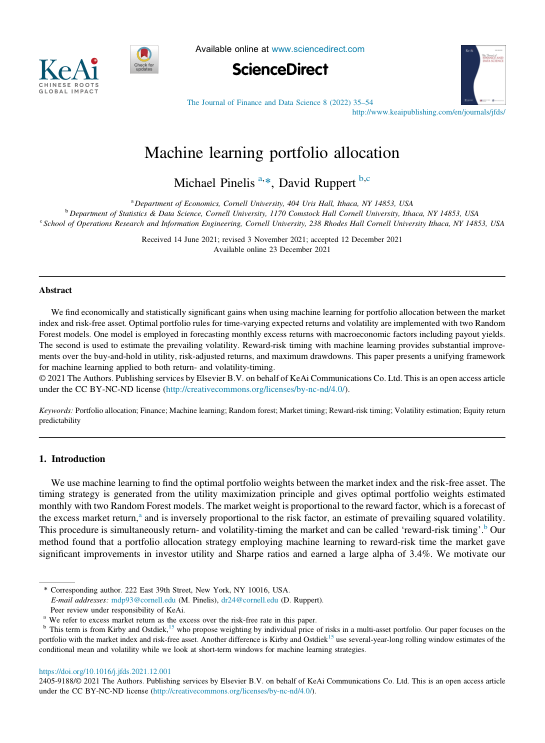 Available online at www.sciencedirect.com
KeAi
CHINESE ROOTS
GLOBAL IMPACT
Check for
updates
ScienceDirect
The Journal of Finance and Data Science 8 (2022) 35–54
http://www.keaipublishing.com/en/journals/jfds/
Machine learning portfolio allocation
Michael Pinelis a,*, David Ruppert b,c
a Department of Economics, Cornell University, 404 Uris Hall, Ithaca, NY 14853, USA
b Department of Statistics & Data Science, Cornell University, 1170 Comstock Hall Cornell University, Ithaca, NY 14853, USA
c School of Operations Research and Information Engineering, Cornell University, 238 Rhodes Hall Cornell University Ithaca, NY 14853, USA
Received 14 June 2021; revised 3 November 2021; accepted 12 December 2021
Available online 23 December 2021
Abstract
We find economically and statistically significant gains when using machine learning for portfolio allocation between the market
index and risk-free asset. Optimal portfolio rules for time-varying expected returns and volatility are implemented with two Random
Forest models. One model is employed in forecasting monthly excess returns with macroeconomic factors including payout yields.
The second is used to estimate the prevailing volatility. Reward-risk timing with machine learning provides substantial improve-
ments over the buy-and-hold in utility, risk-adjusted returns, and maximum drawdowns. This paper presents a unifying framework
for machine learning applied to both return- and volatility-timing.
© 2021 The Authors. Publishing services by Elsevier B.V. on behalf of KeAi Communications Co. Ltd. This is an open access article
under the CC BY-NC-ND license (http://creativecommons.org/licenses/by-nc-nd/4.0/).
Keywords: Portfolio allocation; Finance; Machine learning; Random forest; Market timing; Reward-risk timing; Volatility estimation; Equity return
predictability
1. Introduction
We use machine learning to find the optimal portfolio weights between the market index and the risk-free asset. The
timing strategy is generated from the utility maximization principle and gives optimal portfolio weights estimated
monthly with two Random Forest models. The market weight is proportional to the reward factor, which is a forecast of
the excess market return,a and is inversely proportional to the risk factor, an estimate of prevailing squared volatility.
This procedure is simultaneously return- and volatility-timing the market and can be called ‘reward-risk timing’.b Our
method found that a portfolio allocation strategy employing machine learning to reward-risk time the market gave
significant improvements in investor utility and Sharpe ratios and earned a large alpha of 3.4%. We motivate our
* Corresponding author. 222 East 39th Street, New York, NY 10016, USA.
E-mail addresses: mdp93@cornell.edu (M. Pinelis), dr24@cornell.edu (D. Ruppert).
Peer review under responsibility of KeAi.
a We refer to excess market return as the excess over the risk-free rate in this paper.
b This term is from Kirby and Ostdiek,15 who propose weighting by individual price of risks in a multi-asset portfolio. Our paper focuses on the
portfolio with the market index and risk-free asset. Another difference is Kirby and Ostdiek15 use several-year-long rolling window estimates of the
conditional mean and volatility while we look at short-term windows for machine learning strategies.
https://doi.org/10.1016/j.jfds.2021.12.001
2405-9188/© 2021 The Authors. Publishing services by Elsevier B.V. on behalf of KeAi Communications Co. Ltd. This is an open access article
under the CC BY-NC-ND license (http://creativecommons.org/licenses/by-nc-nd/4.0/).